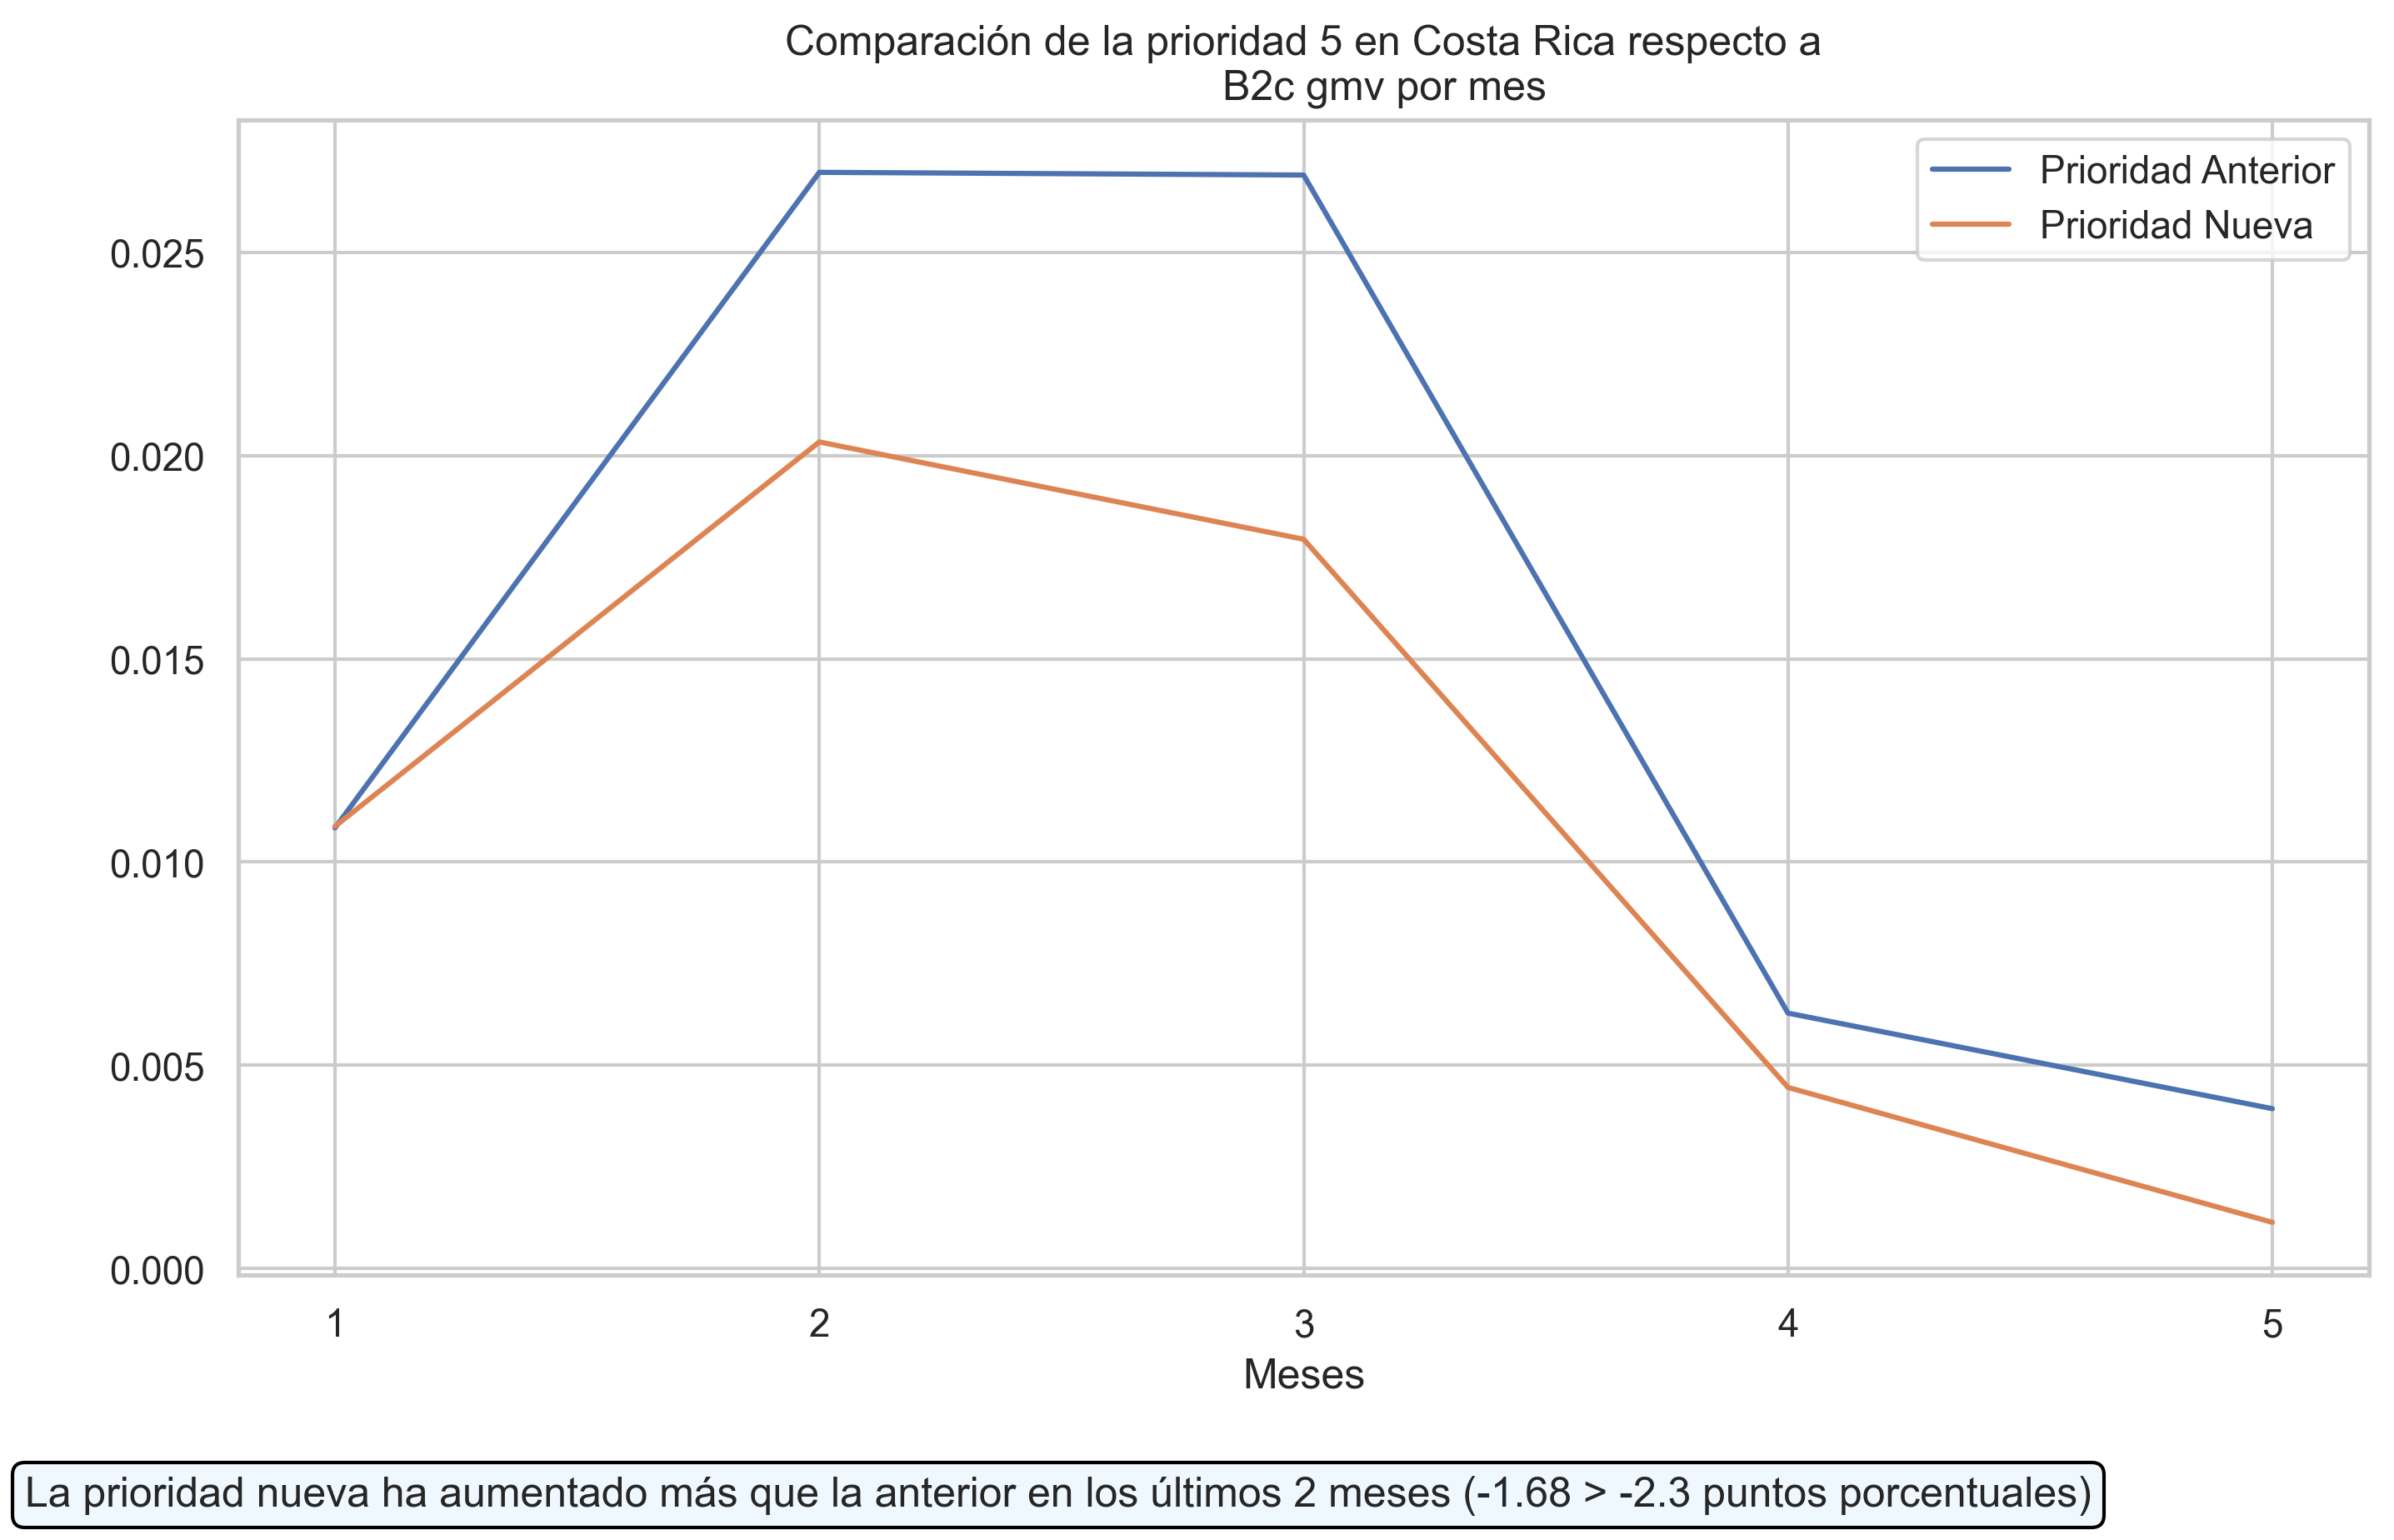 Comparación de la prioridad 5 en Costa Rica respecto a
B2c gmv por mes
Prioridad Anterior
Prioridad Nueva
0.025
0.020
0.015
0.010
0.005
0.000
1 2 3 4 5
Meses
La prioridad nueva ha aumentado más que la anterior en los últimos 2 meses (-1.68 > -2.3 puntos porcentuales)